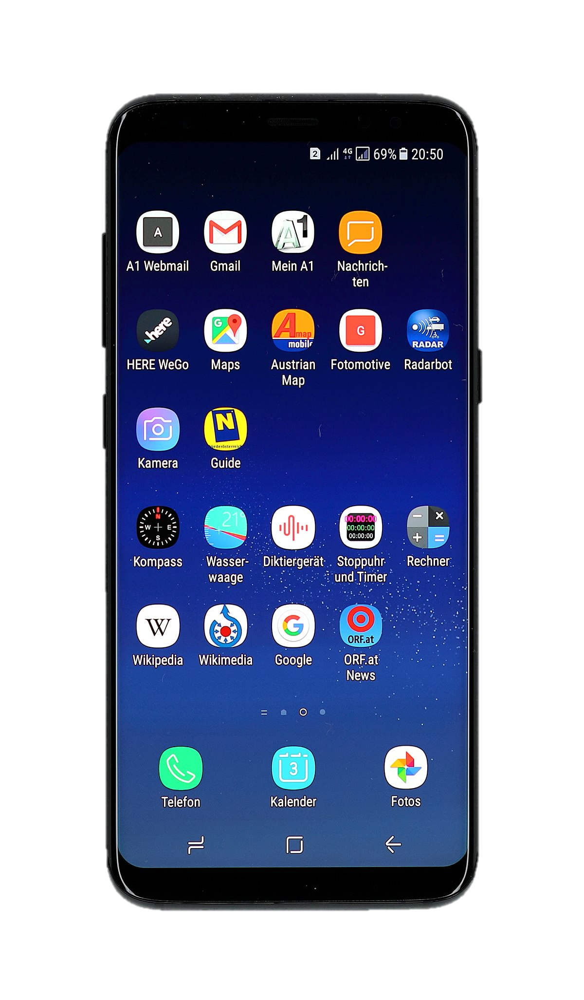 2 4G 69% 20:50
A M A1
A1 Webmail Gmail Mein A1 Nachrich-
ten
here G A map mobile G RADAR
HERE WeGo Maps Austrian Fotomotive Radarbot
Map
N
Niederösterreich
Kamera Guide
N W E S 21° 00:00:00 − ×
00:00:00
00:00:00 + =
Kompass Wasser- Diktiergerät Stoppuhr Rechner
waage und Timer
W G ORF.at
Wikipedia Wikimedia Google ORF.at
News
3
Telefon Kalender Fotos